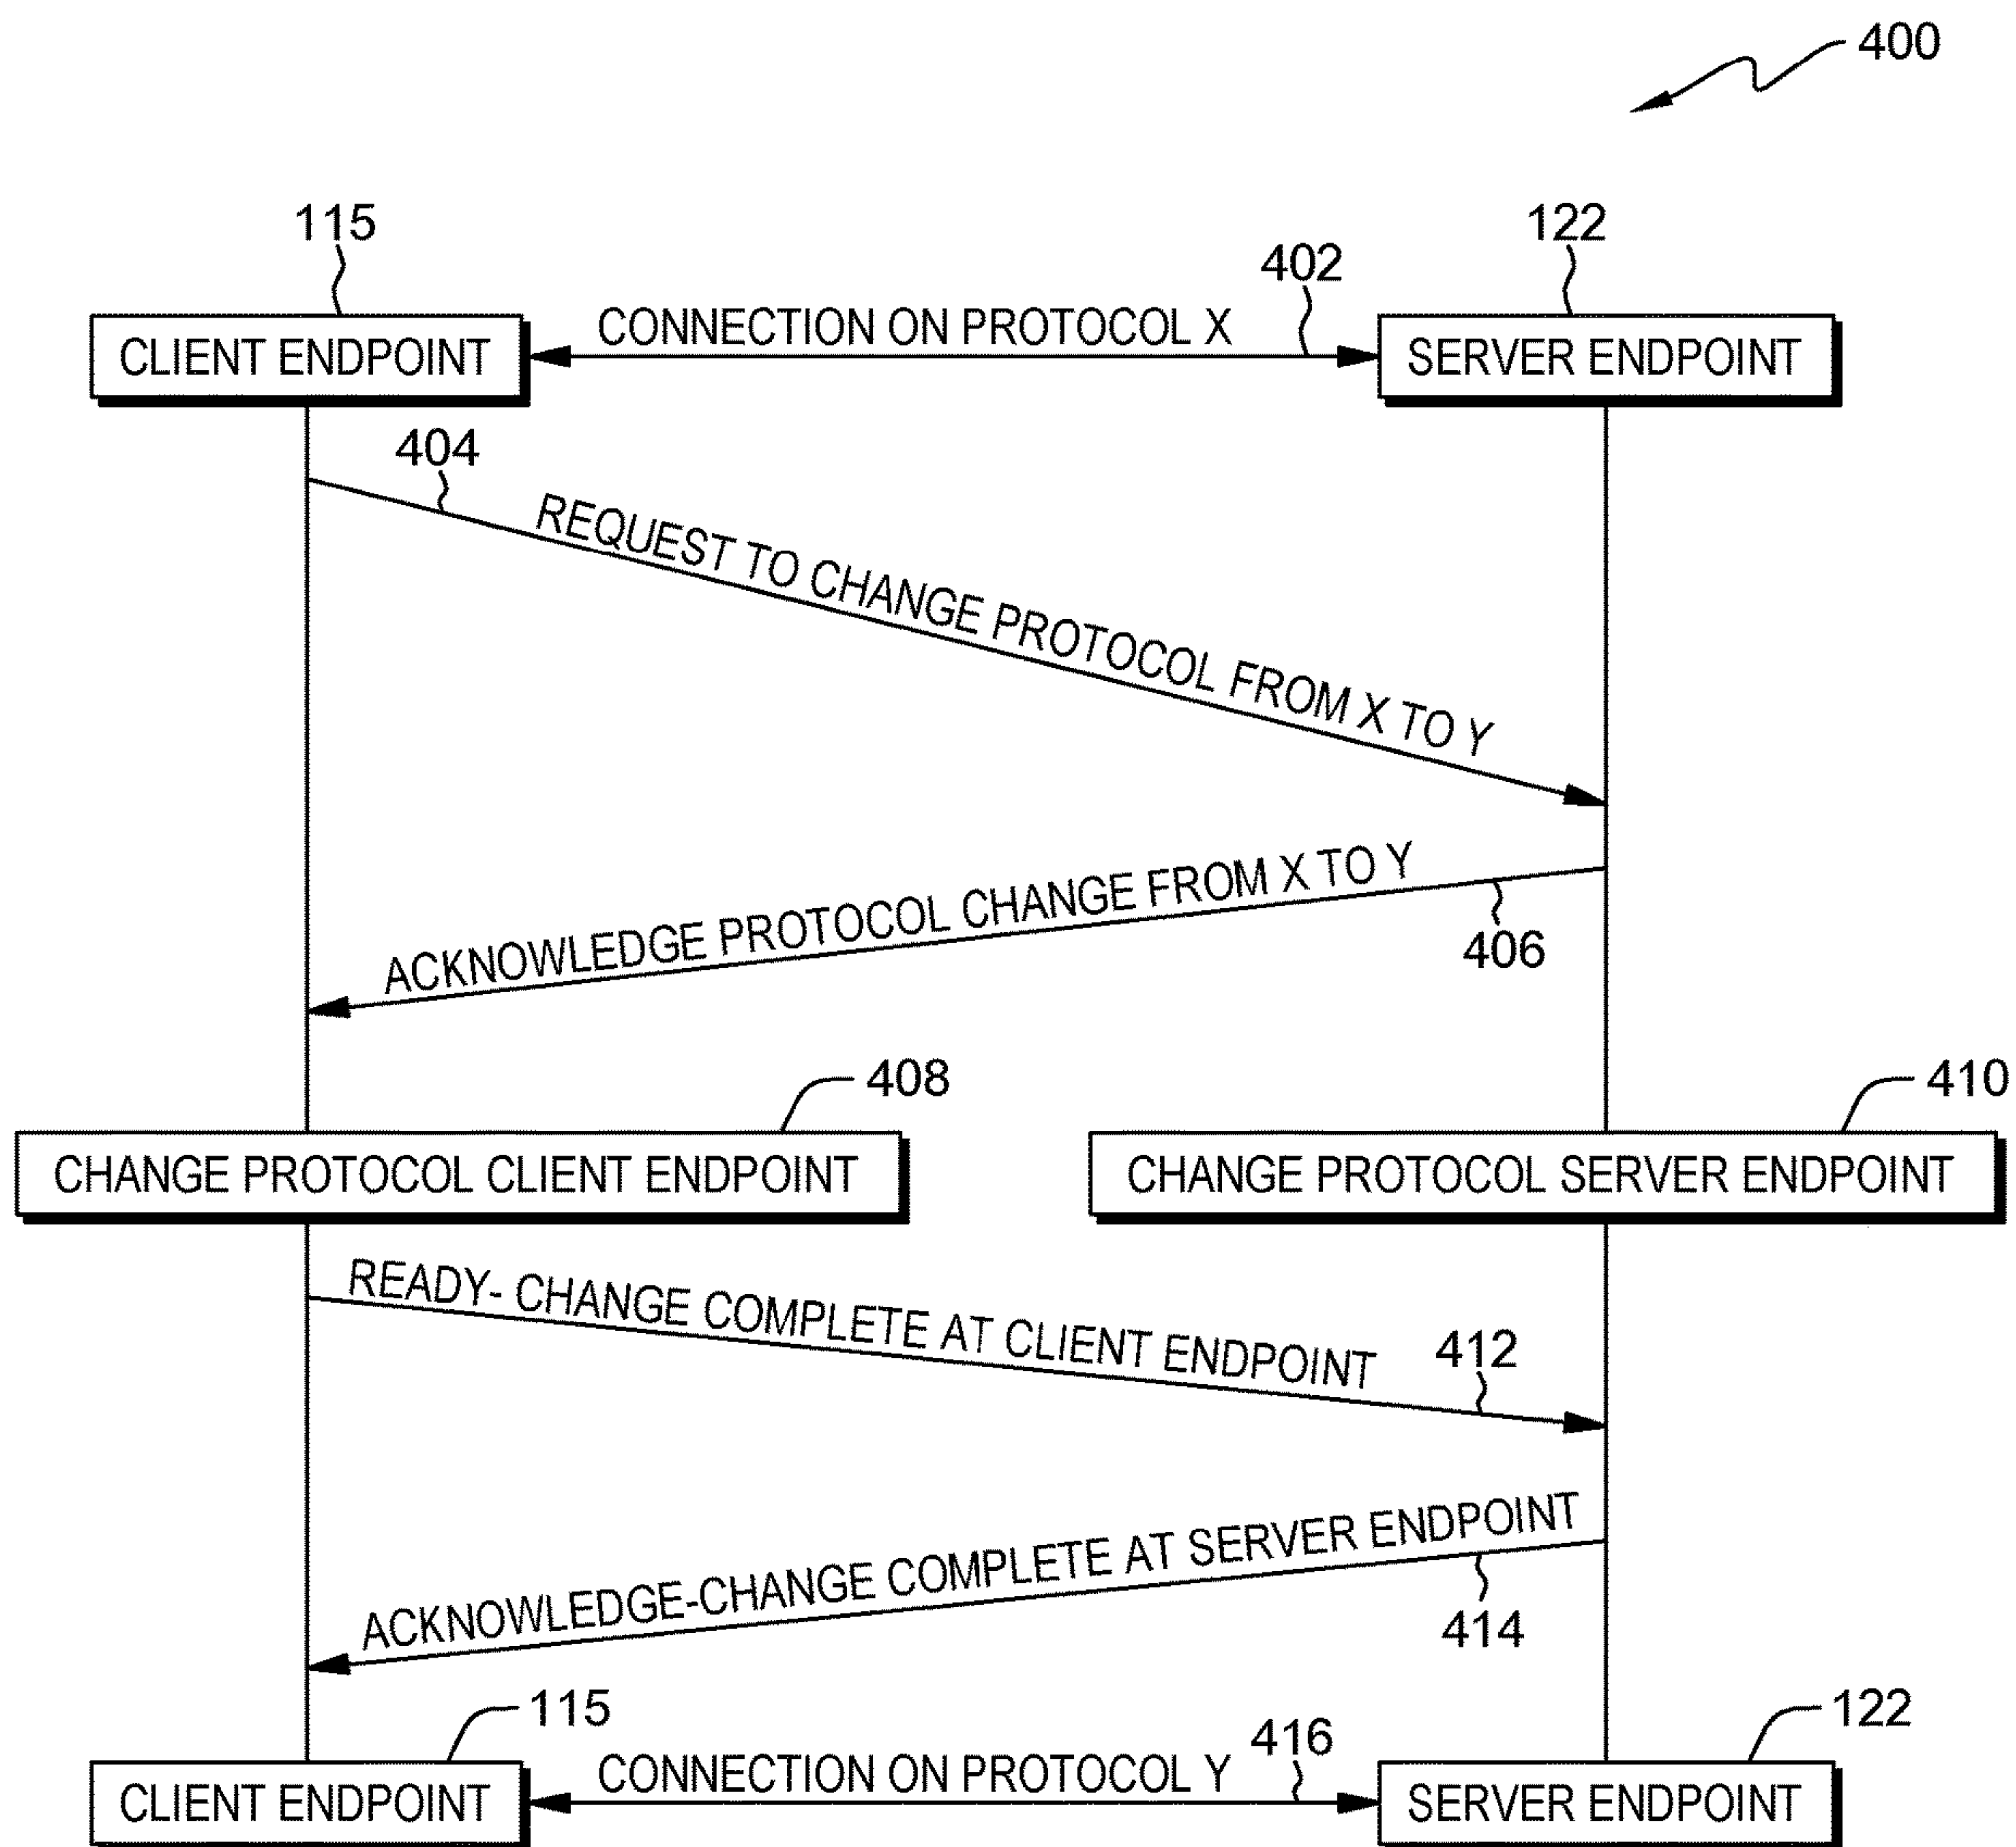 400
115
122
402
CONNECTION ON PROTOCOL X
CLIENT ENDPOINT
SERVER ENDPOINT
404
REQUEST TO CHANGE PROTOCOL FROM X TO Y
ACKNOWLEDGE PROTOCOL CHANGE FROM X TO Y
406
408
410
CHANGE PROTOCOL CLIENT ENDPOINT
CHANGE PROTOCOL SERVER ENDPOINT
READY- CHANGE COMPLETE AT CLIENT ENDPOINT
412
ACKNOWLEDGE-CHANGE COMPLETE AT SERVER ENDPOINT
414
115
416
122
CONNECTION ON PROTOCOL Y
CLIENT ENDPOINT
SERVER ENDPOINT